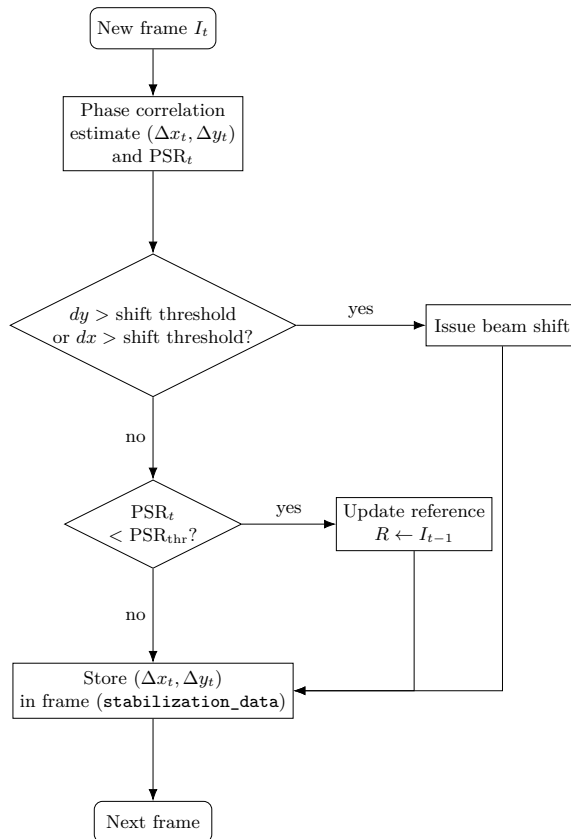 New frame I_t
Phase correlation
estimate (Δx_t, Δy_t)
and PSR_t
dy > shift threshold
or dx > shift threshold?
yes
Issue beam shift
no
PSR_t
< PSR_thr?
yes
Update reference
R ← I_{t−1}
no
Store (Δx_t, Δy_t)
in frame (stabilization_data)
Next frame